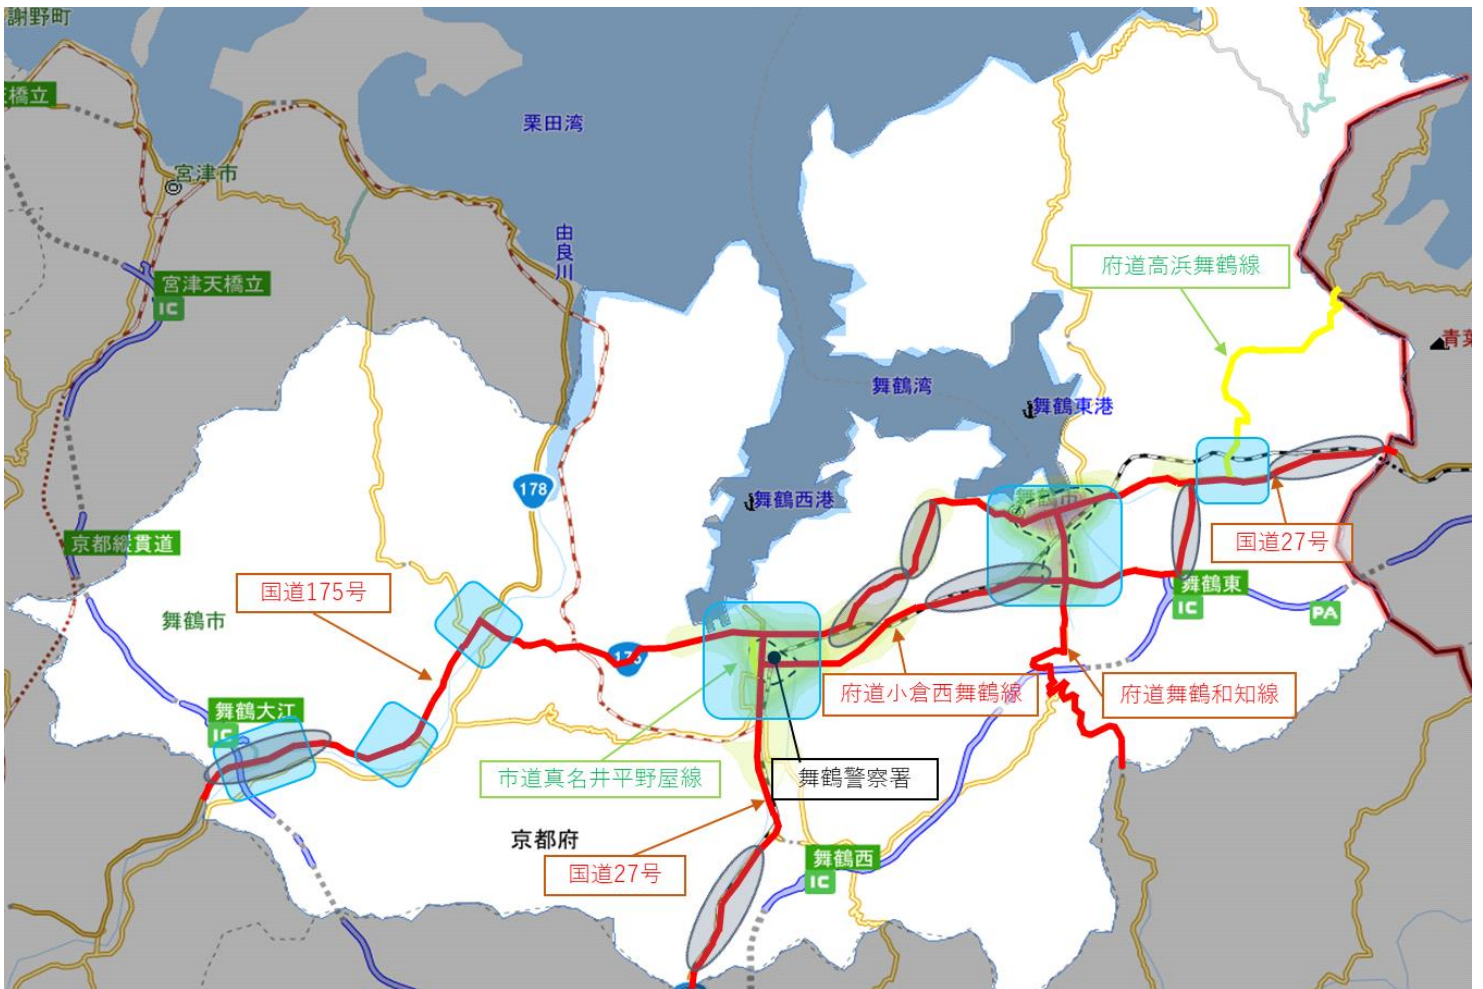 謝野町
橋立
宮津市
栗田湾
由良川
宮津天橋立
IC
府道高浜舞鶴線
青葉
舞鶴湾
舞鶴東港
舞鶴西港
178
京都縦貫道
国道27号
国道175号
舞鶴市
舞鶴東
IC
PA
175
府道小倉西舞鶴線
府道舞鶴和知線
舞鶴大江
IC
市道真名井平野屋線
舞鶴警察署
京都府
国道27号
舞鶴西
IC